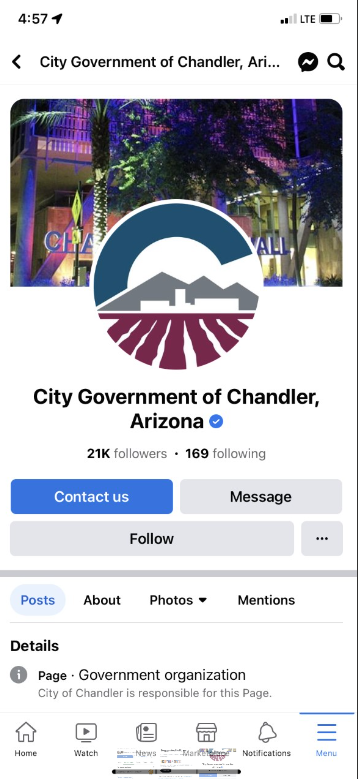 4:57
LTE
City Government of Chandler, Ari...
CHA
ALL
City Government of Chandler,
Arizona
21K followers · 169 following
Contact us
Message
Follow
Posts
About
Photos
Mentions
Details
Page · Government organization
City of Chandler is responsible for this Page.
Home
Watch
News
Marketplace
Notifications
Menu